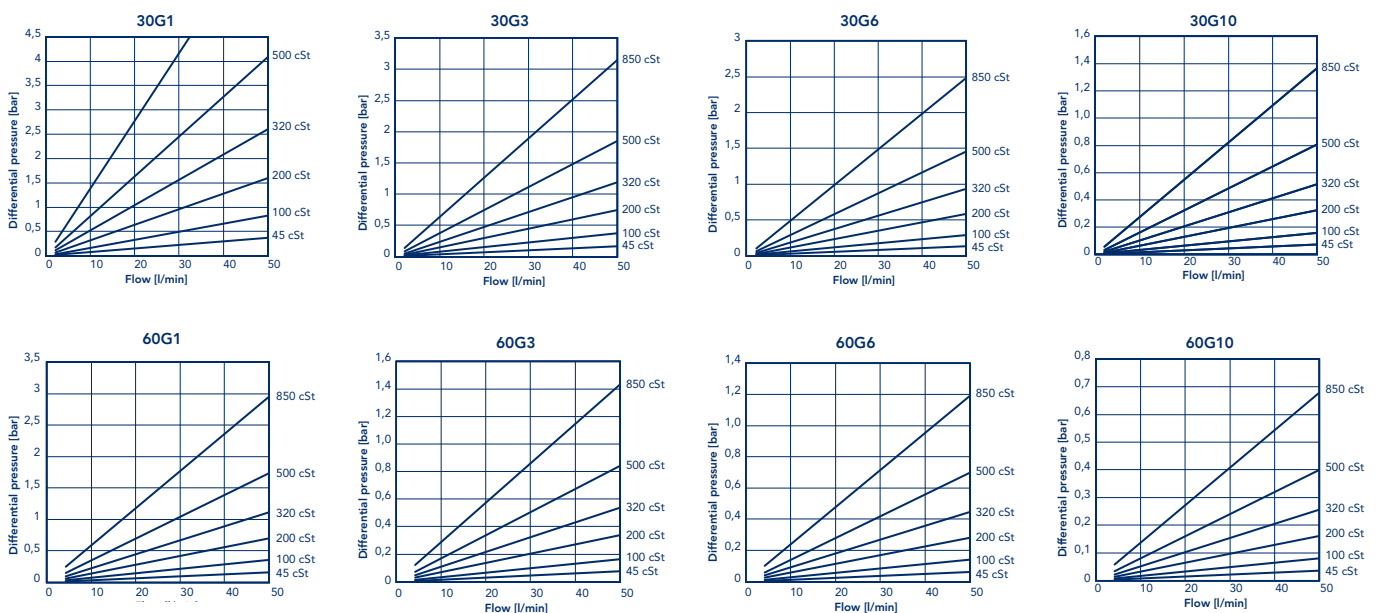 30G1
Differential pressure [bar]
4,5
4
3,5
3
2,5
2
1,5
1
0,5
0
500 cSt
320 cSt
200 cSt
100 cSt
45 cSt
0 10 20 30 40 50
Flow [l/min]
30G3
Differential pressure [bar]
3,5
3
2,5
2
1,5
1
0,5
0
850 cSt
500 cSt
320 cSt
200 cSt
100 cSt
45 cSt
0 10 20 30 40 50
Flow [l/min]
30G6
Differential pressure [bar]
3
2,5
2
1,5
1
0,5
0
850 cSt
500 cSt
320 cSt
200 cSt
100 cSt
45 cSt
0 10 20 30 40 50
Flow [l/min]
30G10
Differential pressure [bar]
1,6
1,4
1,2
1,0
0,8
0,6
0,4
0,2
0
850 cSt
500 cSt
320 cSt
200 cSt
100 cSt
45 cSt
0 10 20 30 40 50
Flow [l/min]
60G1
Differential pressure [bar]
3,5
3
2,5
2
1,5
1
0,5
0
850 cSt
500 cSt
320 cSt
200 cSt
100 cSt
45 cSt
0 10 20 30 40 50
60G3
Differential pressure [bar]
1,6
1,4
1,2
1,0
0,8
0,6
0,4
0,2
0
850 cSt
500 cSt
320 cSt
200 cSt
100 cSt
45 cSt
0 10 20 30 40 50
Flow [l/min]
60G6
Differential pressure [bar]
1,4
1,2
1,0
0,8
0,6
0,4
0,2
0
850 cSt
500 cSt
320 cSt
200 cSt
100 cSt
45 cSt
0 10 20 30 40 50
Flow [l/min]
60G10
Differential pressure [bar]
0,8
0,7
0,6
0,5
0,4
0,3
0,2
0,1
0
850 cSt
500 cSt
320 cSt
200 cSt
100 cSt
45 cSt
0 10 20 30 40 50
Flow [l/min]